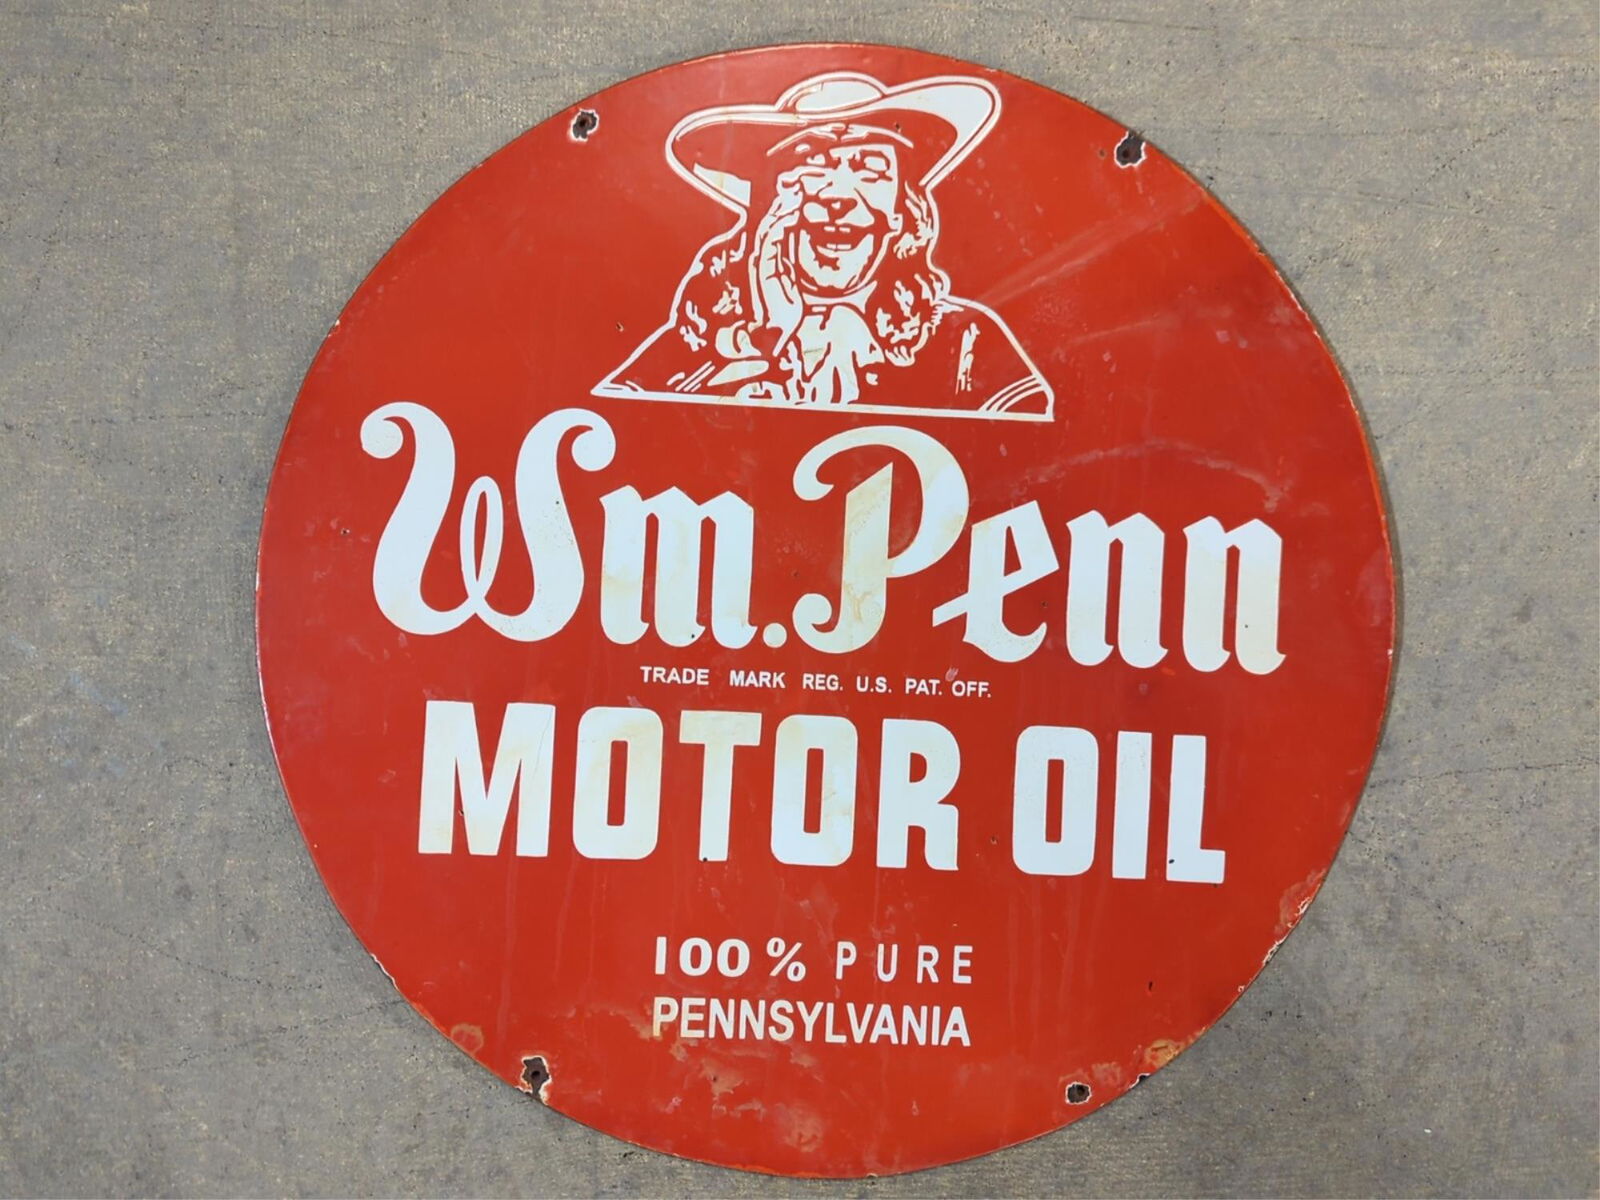 Wm. Penn
TRADE MARK REG. U.S. PAT. OFF.
MOTOR OIL
100% PURE
PENNSYLVANIA